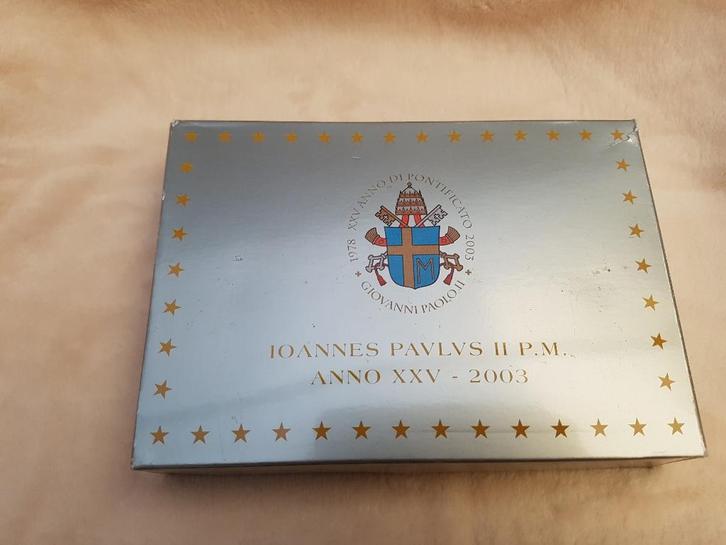 1978 XXV ANNO DI PONTIFICATO 2003
GIOVANNI PAOLO II
M
IOANNES PAVLVS II P.M.
ANNO XXV - 2003